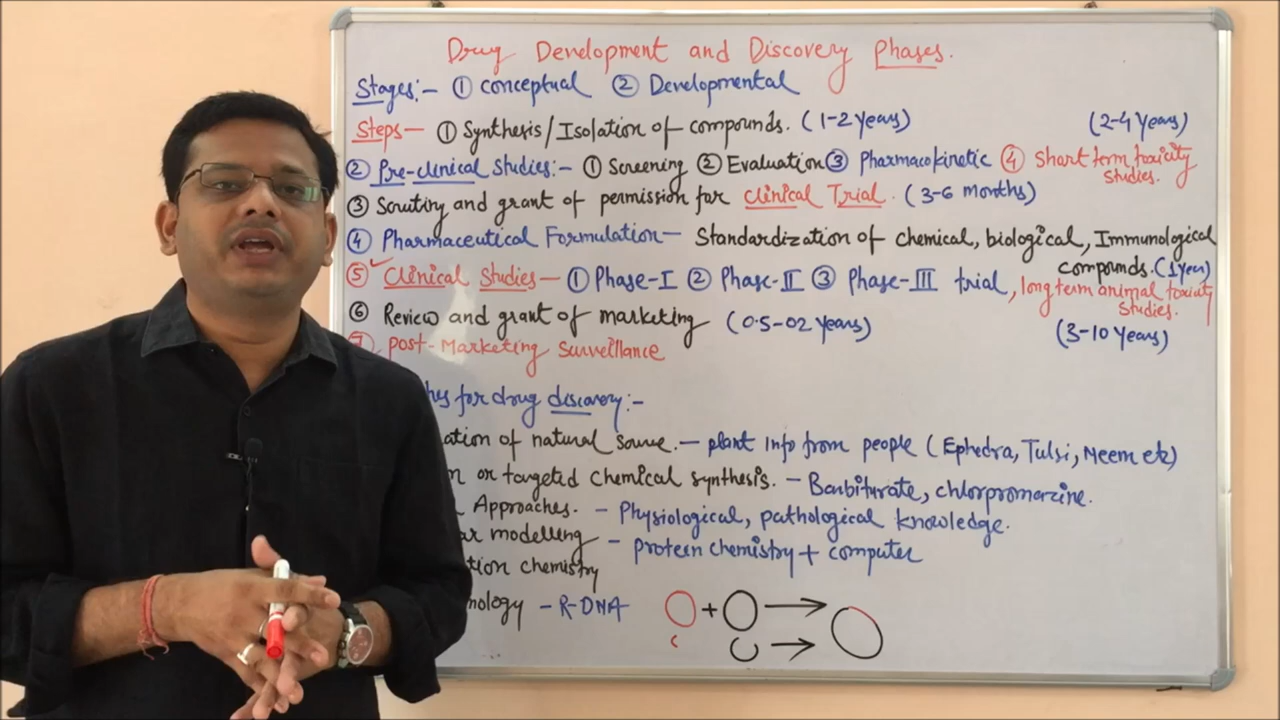 Drug Development and Discovery Phases.
Stages:- ① conceptual ② Developmental
Steps- ① Synthesis/Isolation of compounds. (1-2 years) (2-4 Years)
② Pre-clinical Studies:- ① Screening ② Evaluation ③ Pharmacokinetic ④ Short term toxicity studies.
③ Scrutiny and grant of permission for Clinical Trial. (3-6 months)
④ Pharmaceutical Formulation- Standardization of chemical, biological, Immunological compounds. (1 year)
⑤ Clinical Studies- ① Phase-I ② Phase-II ③ Phase-III trial, long term animal toxicity studies.
(3-10 years)
⑥ Review and grant of marketing (0.5-02 years)
⑦ Post-Marketing Surveillance
for drug discovery:-
of natural source. - plant Info from people (Ephedra, Tulsi, Neem etc)
or targeted chemical synthesis. - Barbiturate, chlorpromazine.
Approaches. - Physiological, pathological knowledge.
modelling - Protein chemistry + computer
chemistry
- R-DNA
+